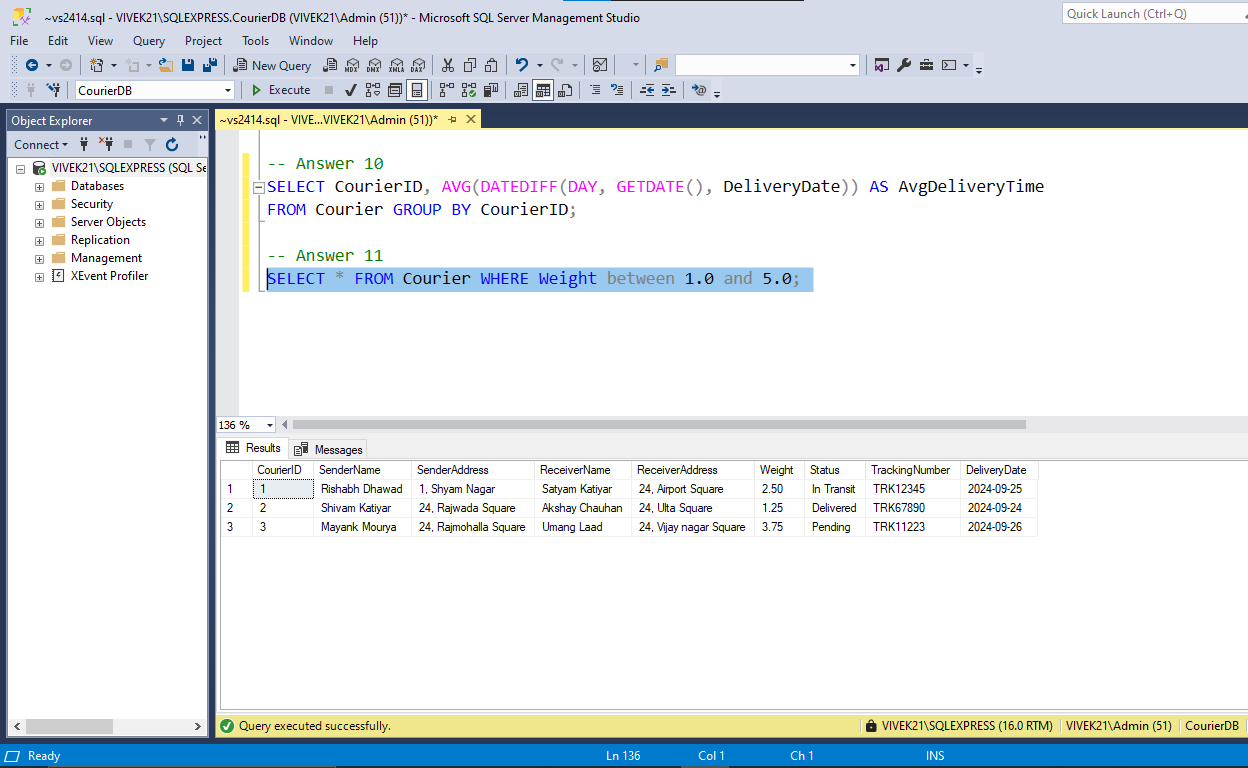 ~vs2414.sql - VIVEK21\SQLEXPRESS.CourierDB (VIVEK21\Admin (51))* - Microsoft SQL Server Management Studio
Quick Launch (Ctrl+Q)
File Edit View Query Project Tools Window Help
New Query
MDX DMX XMLA DAX
CourierDB
Execute
Object Explorer
~vs2414.sql - VIVE...VIVEK21\Admin (51))*
Connect
VIVEK21\SQLEXPRESS (SQL Se
Databases
Security
Server Objects
Replication
Management
XEvent Profiler
-- Answer 10
SELECT CourierID, AVG(DATEDIFF(DAY, GETDATE(), DeliveryDate)) AS AvgDeliveryTime
FROM Courier GROUP BY CourierID;
-- Answer 11
SELECT * FROM Courier WHERE Weight between 1.0 and 5.0;
136 %
Results Messages
CourierID SenderName SenderAddress ReceiverName ReceiverAddress Weight Status TrackingNumber DeliveryDate
1 1 Rishabh Dhawad 1, Shyam Nagar Satyam Katiyar 24, Airport Square 2.50 In Transit TRK12345 2024-09-25
2 2 Shivam Katiyar 24, Rajwada Square Akshay Chauhan 24, Ulta Square 1.25 Delivered TRK67890 2024-09-24
3 3 Mayank Mourya 24, Rajmohalla Square Umang Laad 24, Vijay nagar Square 3.75 Pending TRK11223 2024-09-26
Query executed successfully.
VIVEK21\SQLEXPRESS (16.0 RTM) VIVEK21\Admin (51) CourierDB
Ready Ln 136 Col 1 Ch 1 INS